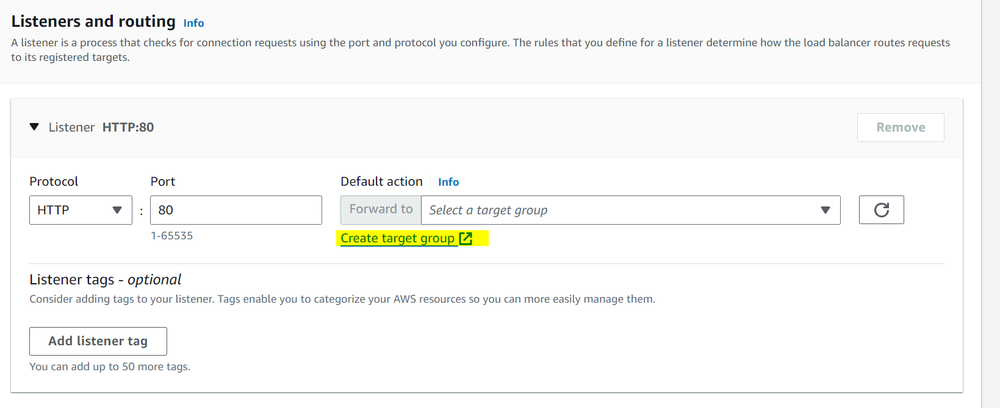 Listeners and routing Info
A listener is a process that checks for connection requests using the port and protocol you configure. The rules that you define for a listener determine how the load balancer routes requests
to its registered targets.
Listener HTTP:80
Remove
Protocol
Port
Default action Info
HTTP
:
80
Forward to
Select a target group
1-65535
Create target group
Listener tags - optional
Consider adding tags to your listener. Tags enable you to categorize your AWS resources so you can more easily manage them.
Add listener tag
You can add up to 50 more tags.